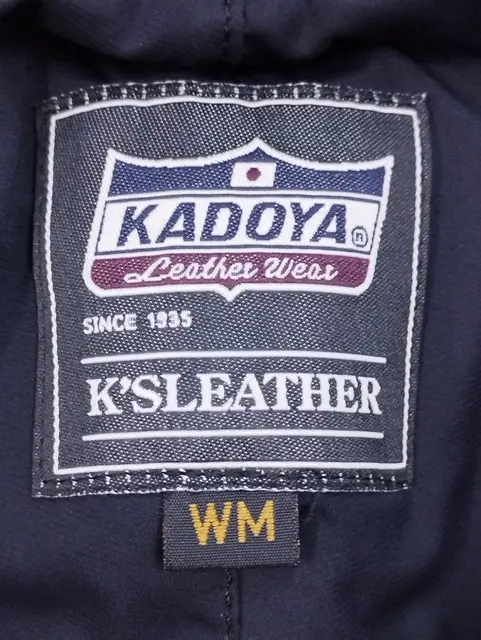 KADOYA
Leather Wear
SINCE 1935
K'SLEATHER
WM